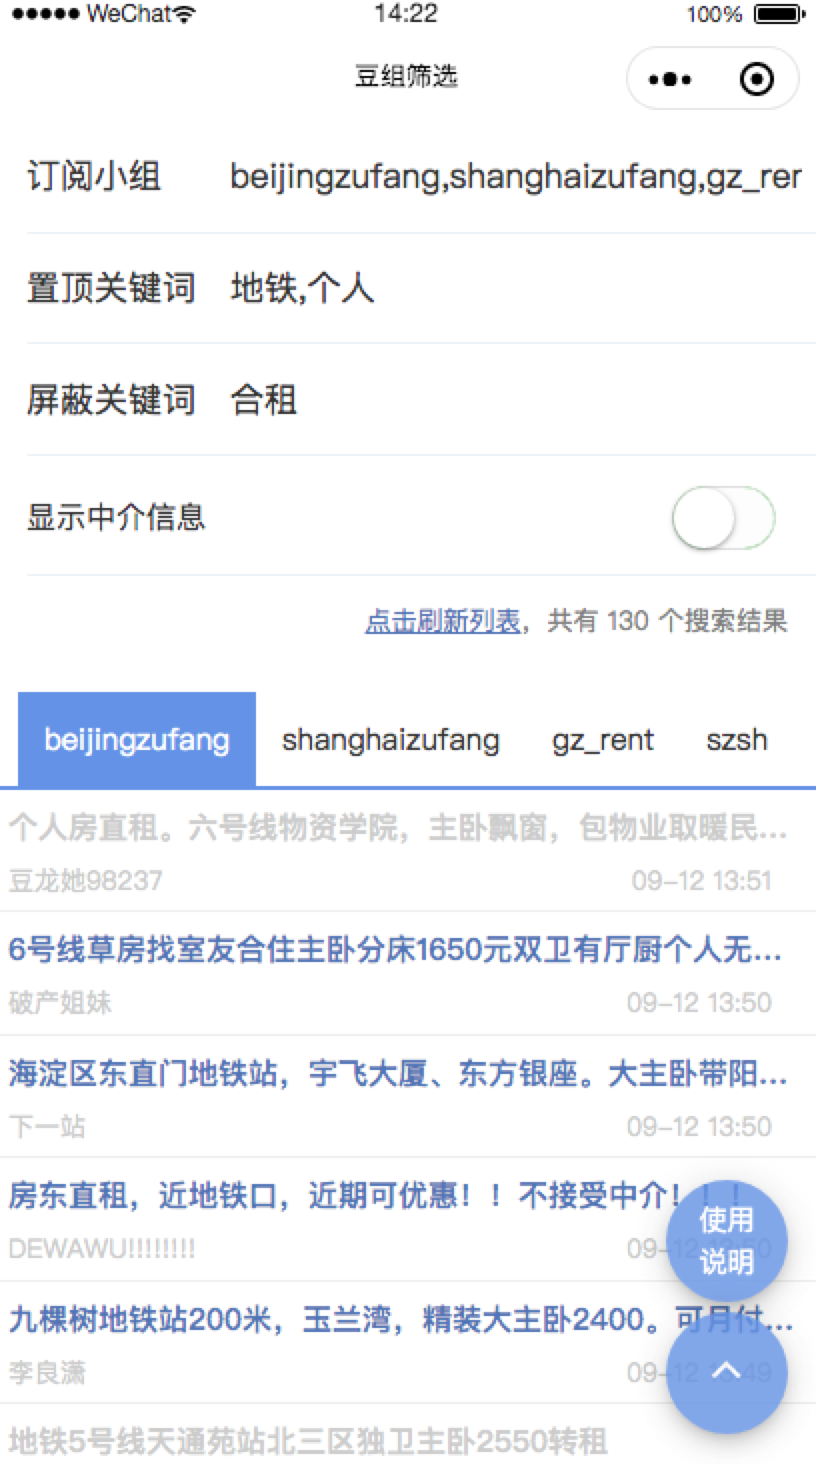 WeChat 14:22 100%
豆组筛选
订阅小组 beijingzufang,shanghaizufang,gz_rer
置顶关键词 地铁,个人
屏蔽关键词 合租
显示中介信息
点击刷新列表，共有 130 个搜索结果
beijingzufang shanghaizufang gz_rent szsh
个人房直租。六号线物资学院，主卧飘窗，包物业取暖民...
豆龙她98237 09-12 13:51
6号线草房找室友合住主卧分床1650元双卫有厅厨个人无...
破产姐妹 09-12 13:50
海淀区东直门地铁站，宇飞大厦、东方银座。大主卧带阳...
下一站 09-12 13:50
房东直租，近地铁口，近期可优惠！！不接受中介！！！
DEWAWU!!!!!!!! 09-12 13:50
使用
说明
九棵树地铁站200米，玉兰湾，精装大主卧2400。可月付...
李良潇 09-12 13:49
地铁5号线天通苑站北三区独卫主卧2550转租